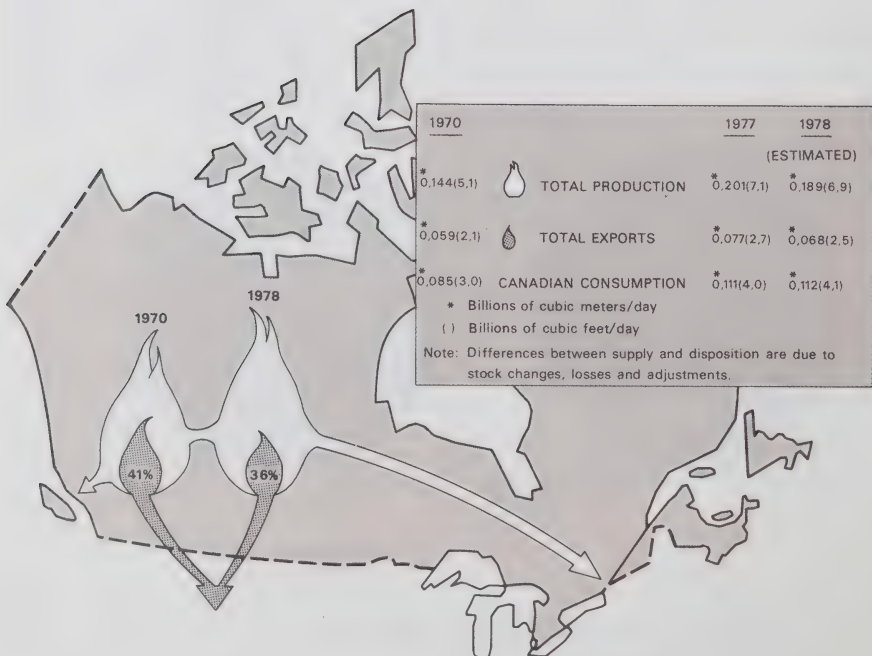 1970 1977 1978
(ESTIMATED)
*0,144(5,1) TOTAL PRODUCTION *0,201(7,1) *0,189(6,9)
*0,059(2,1) TOTAL EXPORTS *0,077(2,7) *0,068(2,5)
*0,085(3,0) CANADIAN CONSUMPTION *0,111(4,0) *0,112(4,1)
* Billions of cubic meters/day
( ) Billions of cubic feet/day
Note: Differences between supply and disposition are due to
stock changes, losses and adjustments.
1970
1978
41%
36%